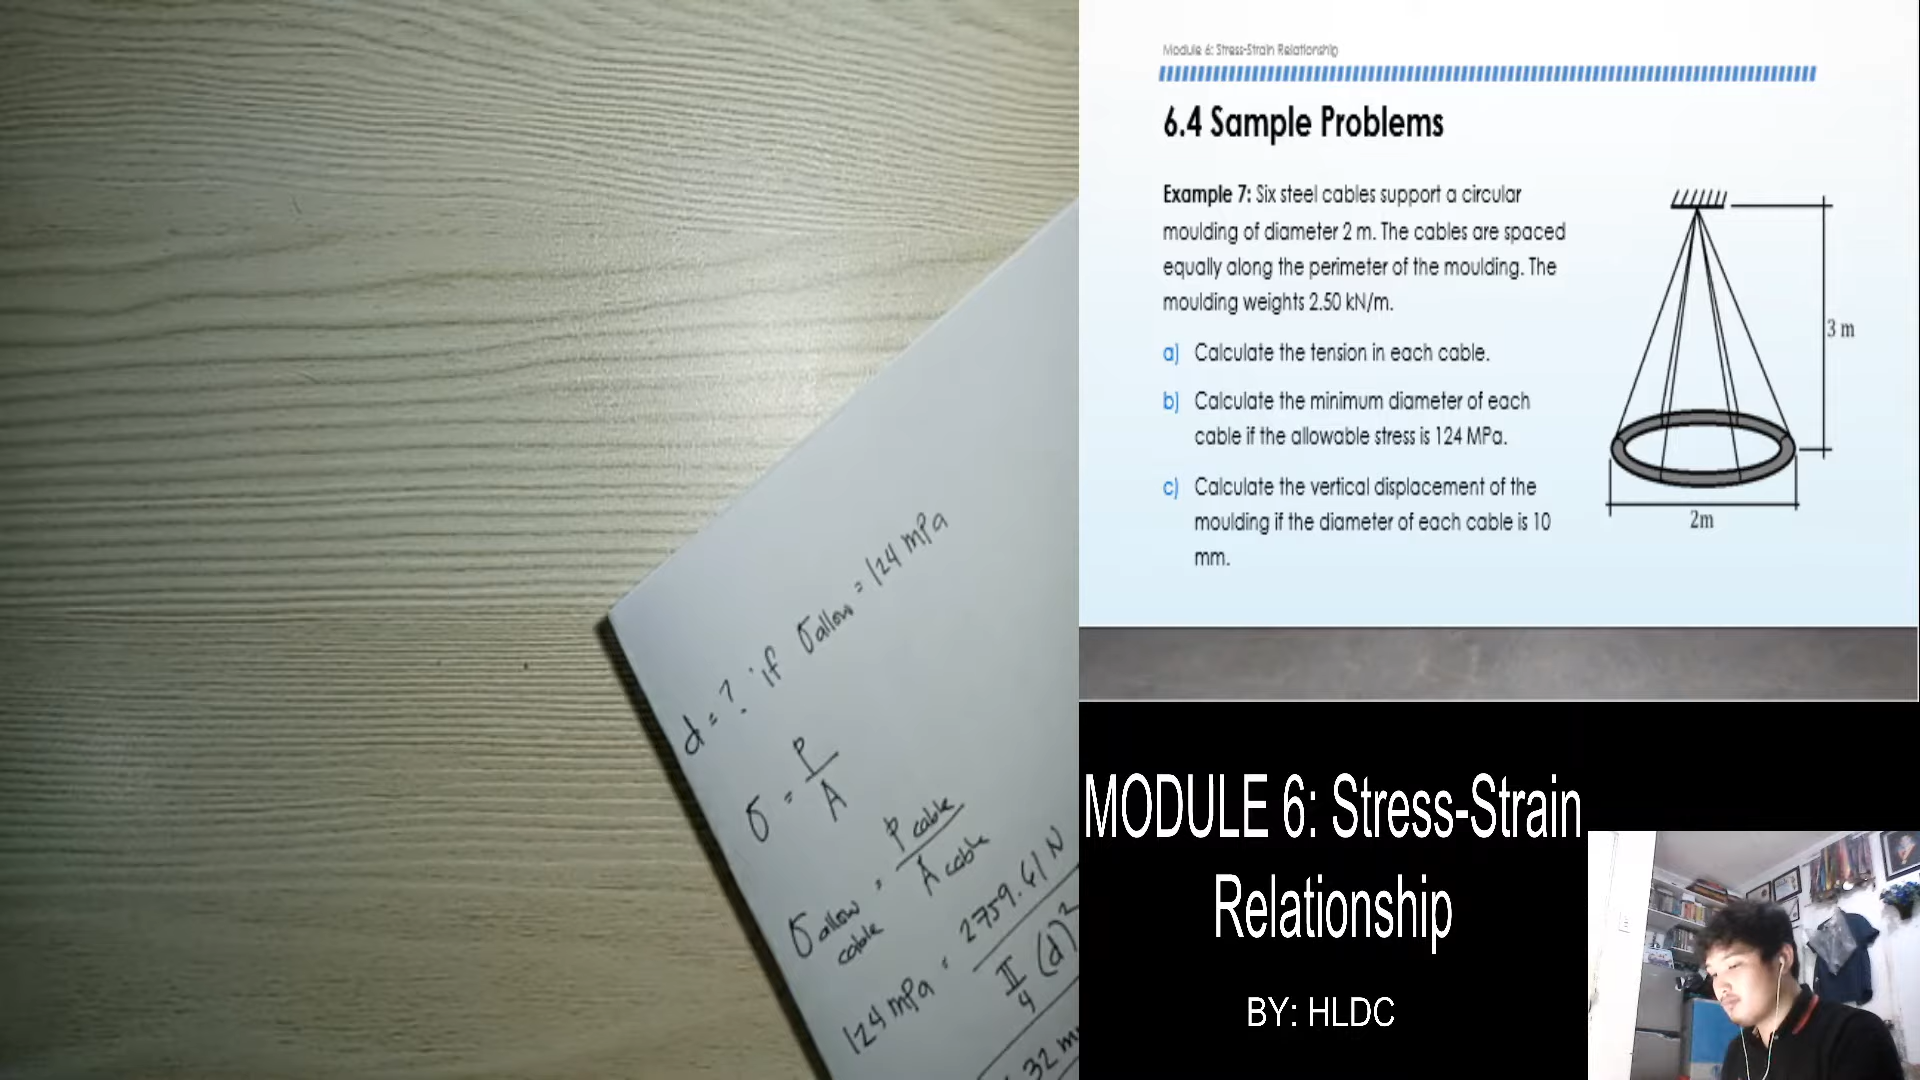 d = ? if σallow = 124 mPa
σ = P / A
σallow cable = P cable / A cable
124 mPa = 2759.61 N / π/4 (d)²
.32 m
Module 6: Stress-Strain Relationship
6.4 Sample Problems
Example 7: Six steel cables support a circular
moulding of diameter 2 m. The cables are spaced
equally along the perimeter of the moulding. The
moulding weights 2.50 kN/m.
a) Calculate the tension in each cable.
b) Calculate the minimum diameter of each
cable if the allowable stress is 124 MPa.
c) Calculate the vertical displacement of the
moulding if the diameter of each cable is 10
mm.
3 m
2m
MODULE 6: Stress-Strain
Relationship
BY: HLDC